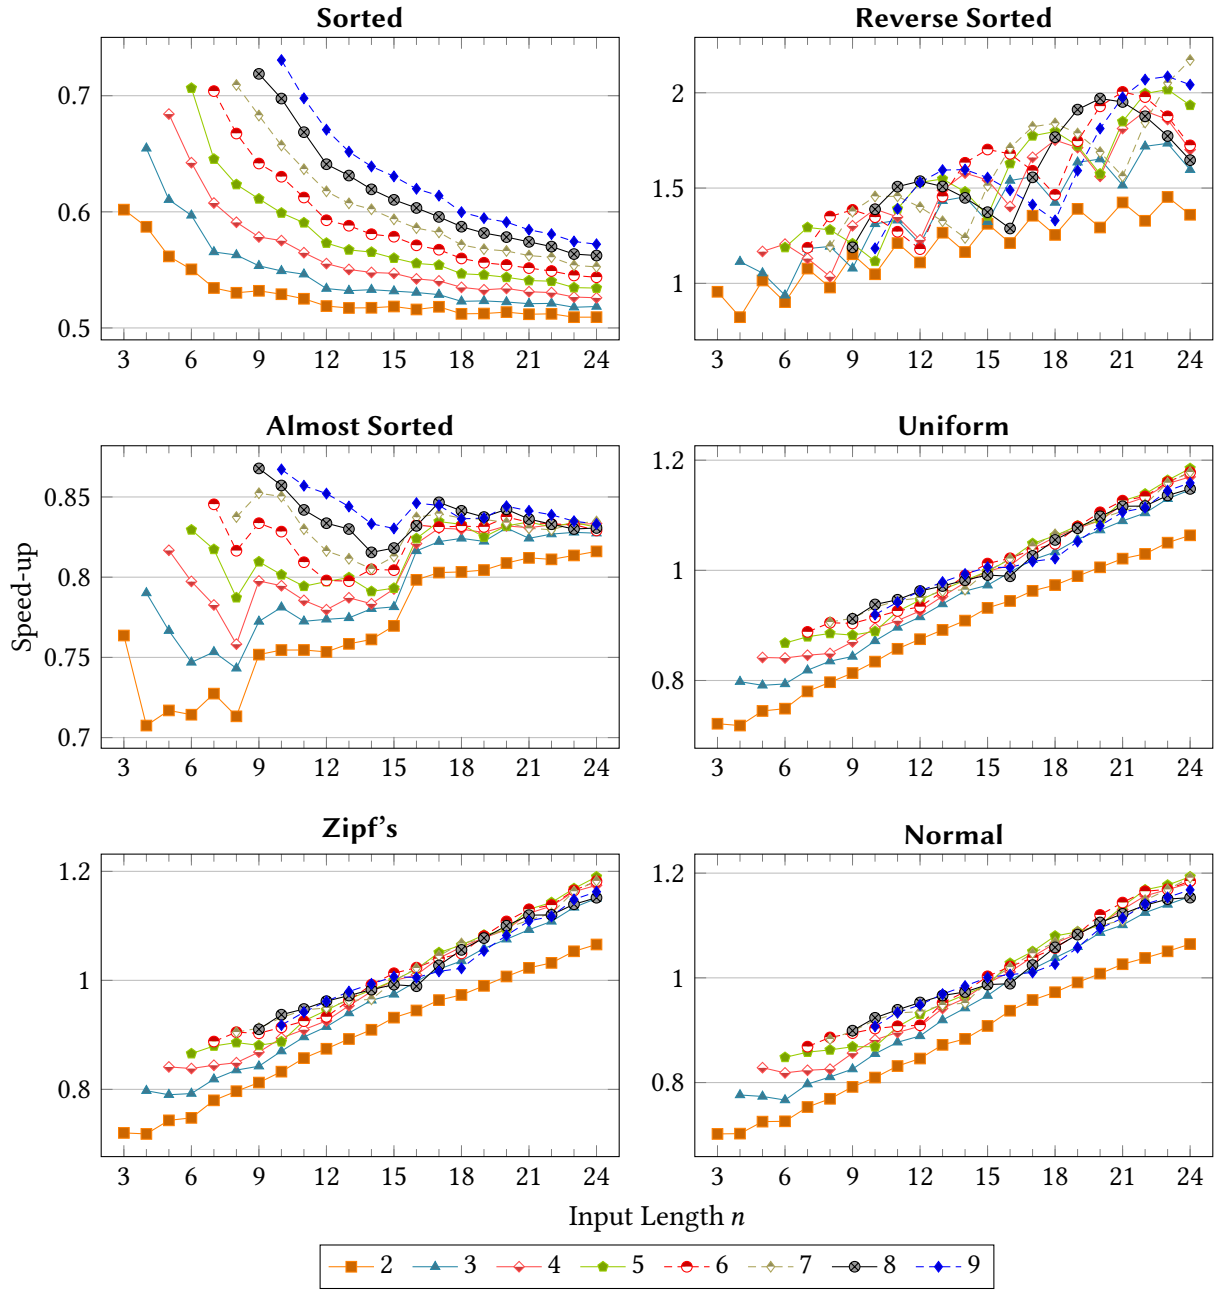 Sorted
0.7
0.6
0.5
3 6 9 12 15 18 21 24
Reverse Sorted
2
1.5
1
3 6 9 12 15 18 21 24
Almost Sorted
0.85
0.8
0.75
0.7
3 6 9 12 15 18 21 24
Uniform
1.2
1
0.8
3 6 9 12 15 18 21 24
Speed-up
Zipf's
1.2
1
0.8
3 6 9 12 15 18 21 24
Normal
1.2
1
0.8
3 6 9 12 15 18 21 24
Input Length n
2 3 4 5 6 7 8 9